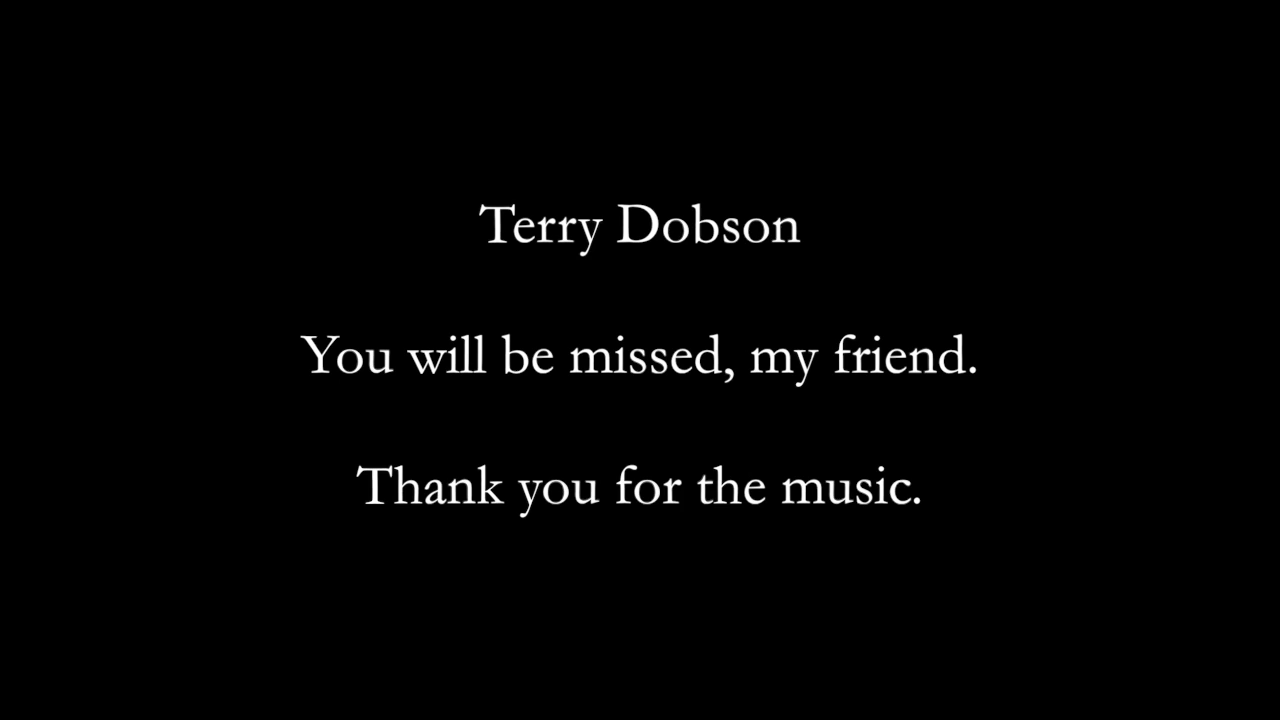 Terry Dobson
You will be missed, my friend.
Thank you for the music.